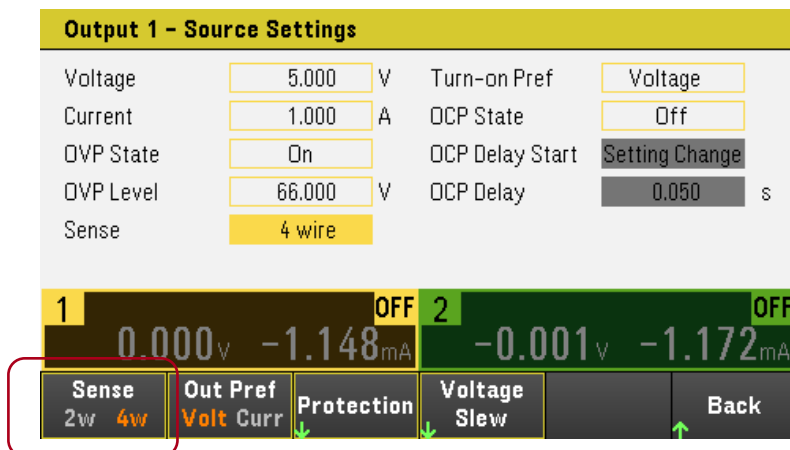 Output 1 – Source Settings
Voltage 5.000 V Turn-on Pref Voltage
Current 1.000 A OCP State Off
OVP State On OCP Delay Start Setting Change
OVP Level 66.000 V OCP Delay 0.050 s
Sense 4 wire
1 OFF 2 OFF
0.000V −1.148mA −0.001V −1.172mA
Sense Out Pref Protection Voltage Back
2w 4w Volt Curr Slew